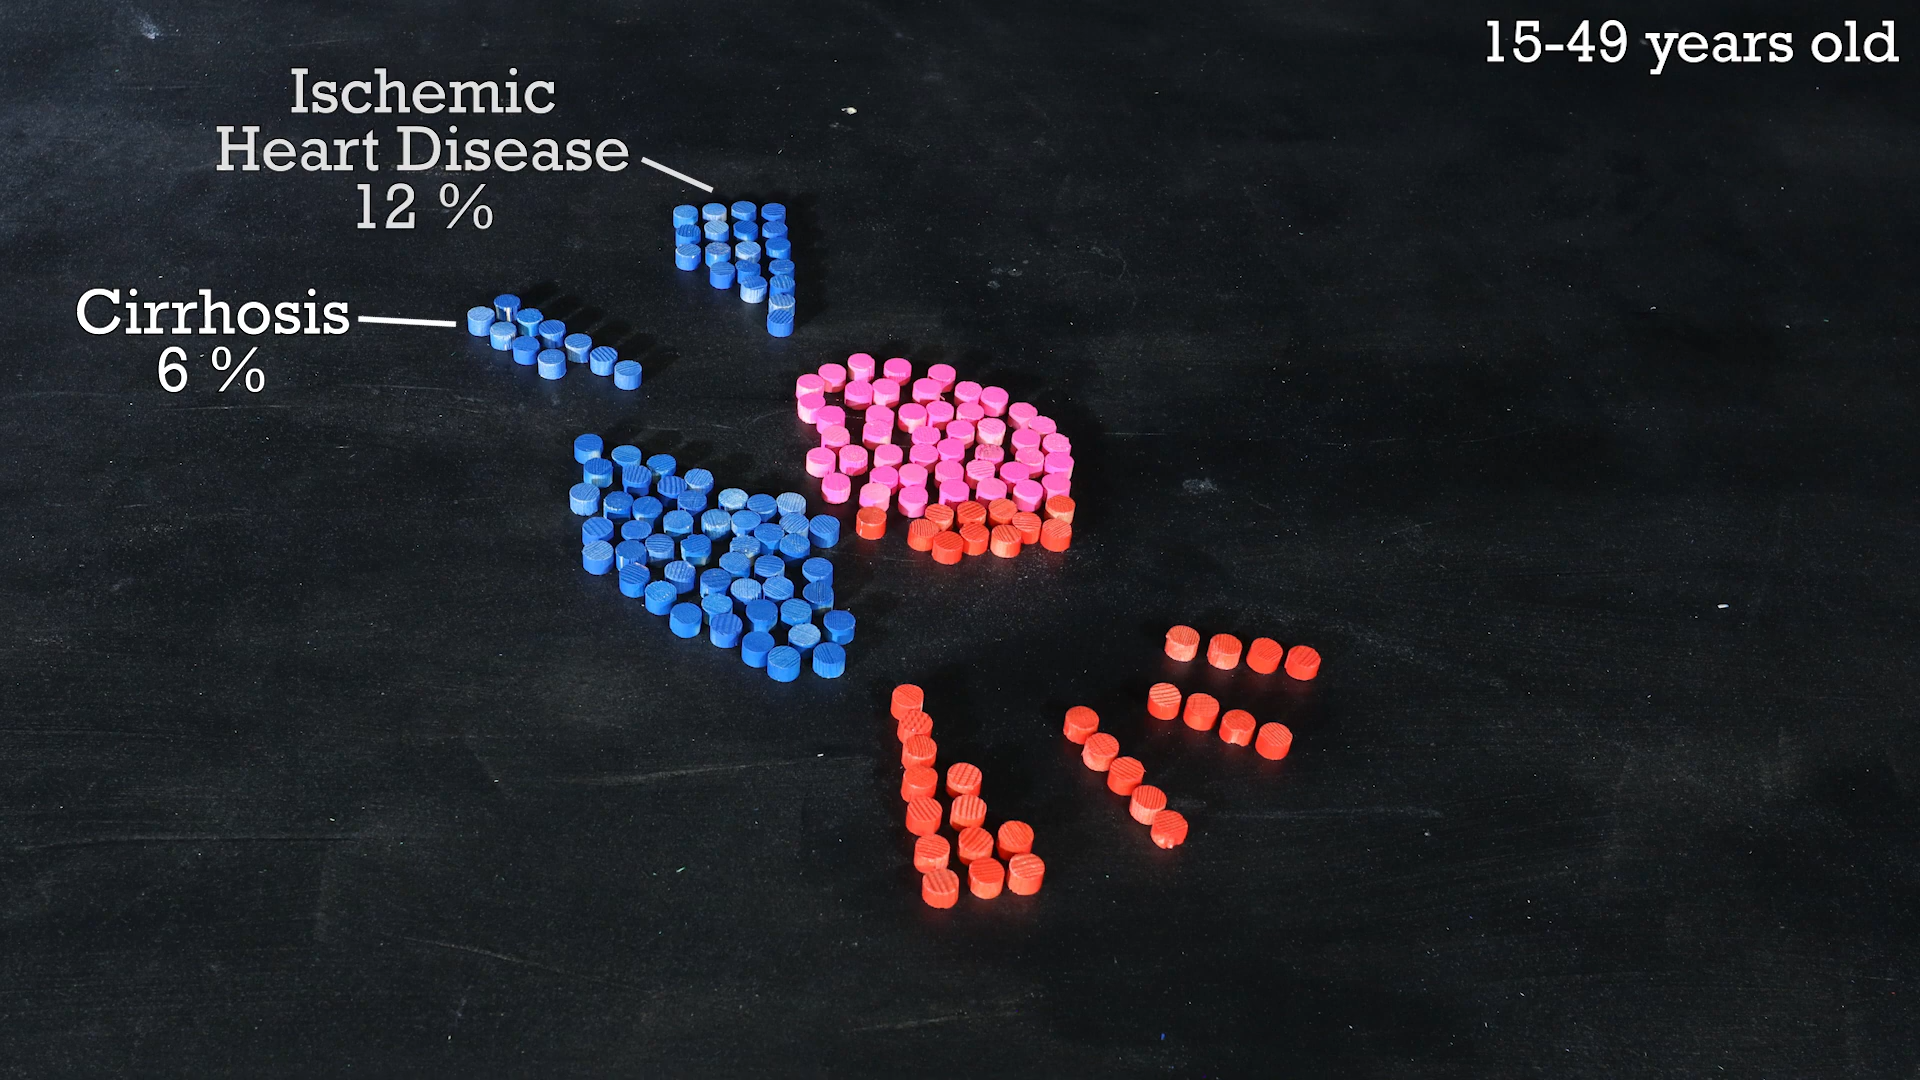 15-49 years old
Ischemic
Heart Disease
12 %
Cirrhosis
6 %